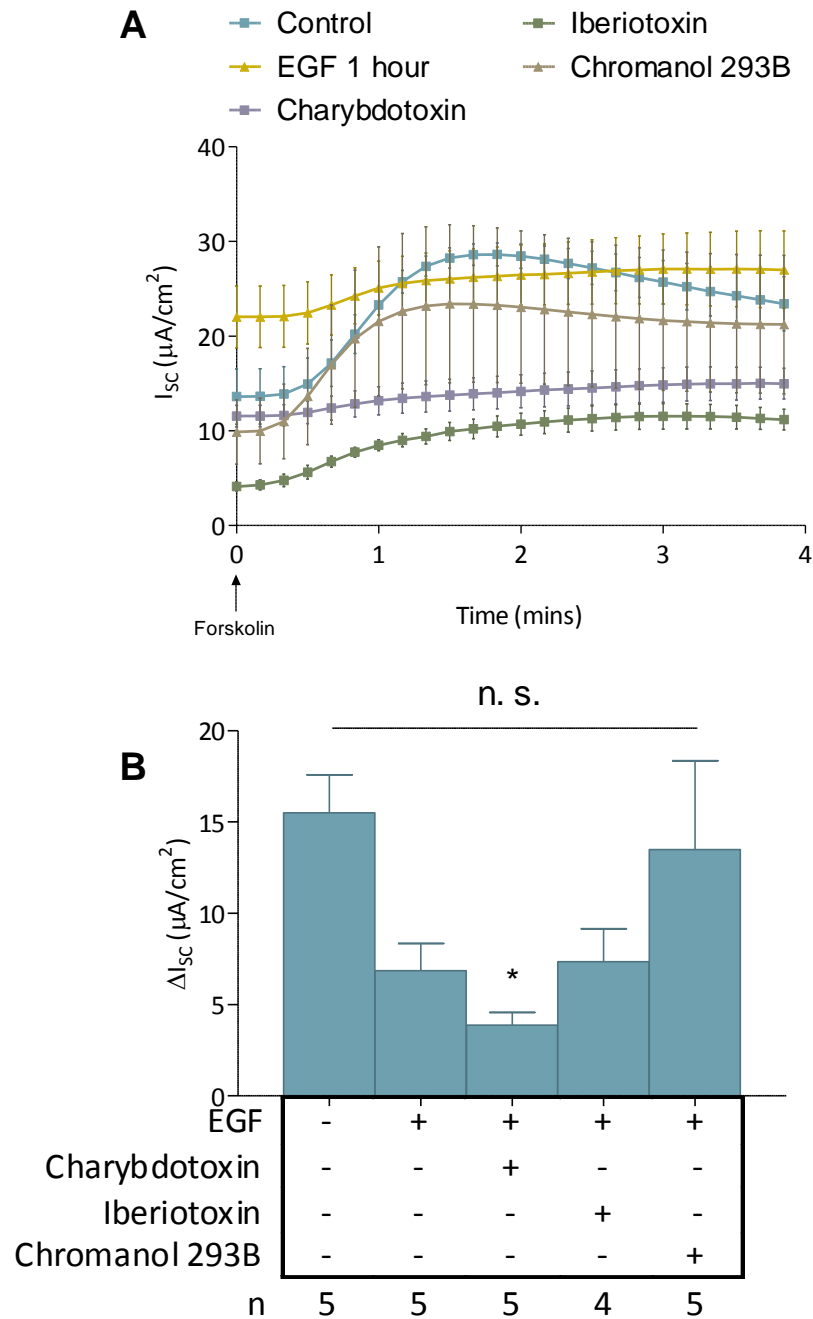 A
Control
Iberiotoxin
EGF 1 hour
Chromanol 293B
Charybdotoxin
40
30
20
10
0
I_SC (μA/cm²)
0 1 2 3 4
Time (mins)
Forskolin
n. s.
B
20
15
10
5
0
ΔI_SC (μA/cm²)
*
EGF - + + + +
Charybdotoxin - - + - -
Iberiotoxin - - - + -
Chromanol 293B - - - - +
n 5 5 5 4 5